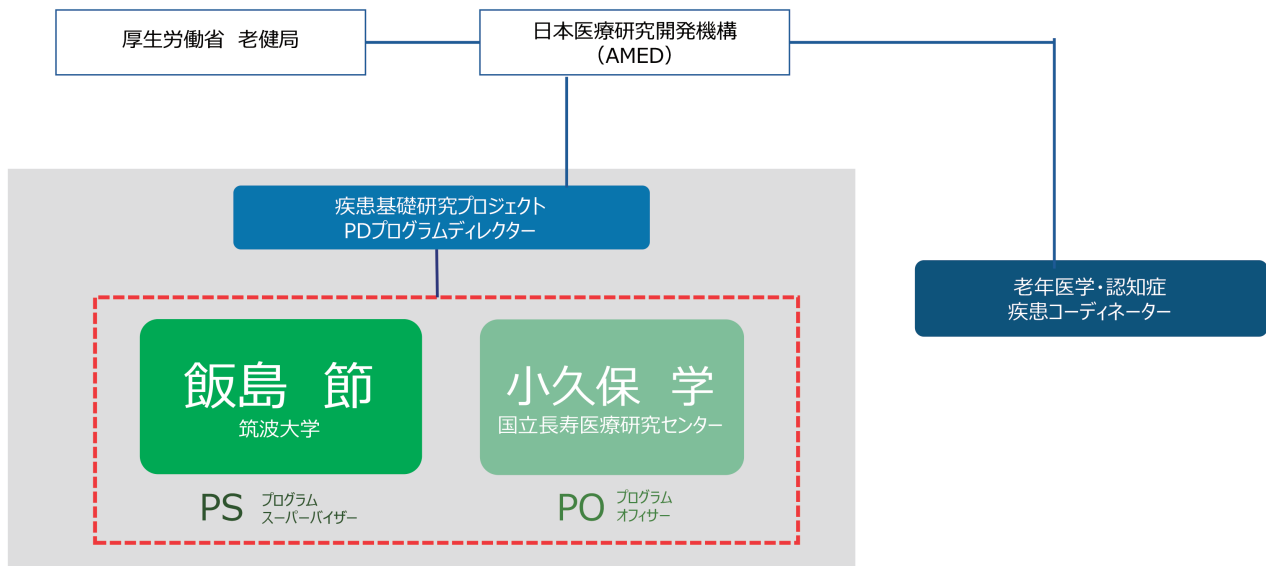 厚生労働省　老健局
日本医療研究開発機構
（AMED）
疾患基礎研究プロジェクト
PDプログラムディレクター
老年医学・認知症
疾患コーディネーター
飯島　節
筑波大学
小久保　学
国立長寿医療研究センター
PS プログラム
スーパーバイザー
PO プログラム
オフィサー